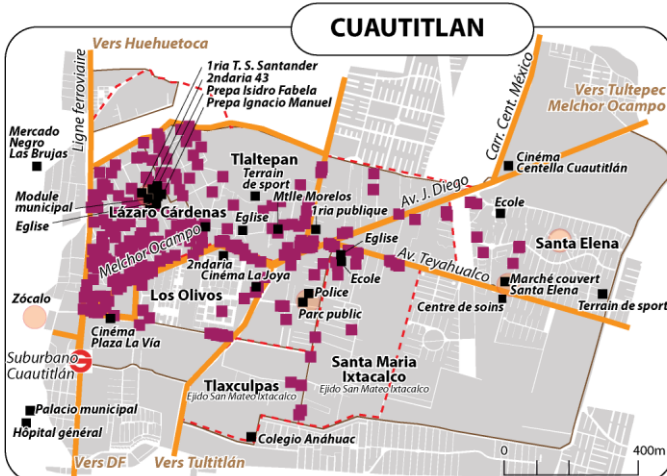 CUAUTITLAN
Vers Huehuetoca
Ligne ferroviaire
1ria T. S. Santander
2ndaria 43
Prepa Isidro Fabela
Prepa Ignacio Manuel
Carr. Cent. México
Vers Tultepec
Melchor Ocampo
Mercado
Negro
Las Brujas
Tlaltepan
Terrain
de sport
Cinéma
Centella Cuautitlán
Av. J. Diego
Module
municipal
Eglise
Lázaro Cárdenas
Mtlle Morelos
1ria publique
Eglise
Ecole
Melchor Ocampo
Eglise
Santa Elena
Av. Teyahualco
2ndaria
Cinéma La Joya
Ecole
Los Olivos
Police
Parc public
Marché couvert
Santa Elena
Centre de soins
Terrain de sport
Zócalo
Cinéma
Plaza La Vía
Suburbano
Cuautitlán
Santa Maria
Ixtacalco
Ejido San Mateo Ixtacalco
Tlaxculpas
Ejido San Mateo Ixtacalco
Palacio municipal
Hôpital général
Colegio Anáhuac
Vers DF
Vers Tultitlán
0
400m